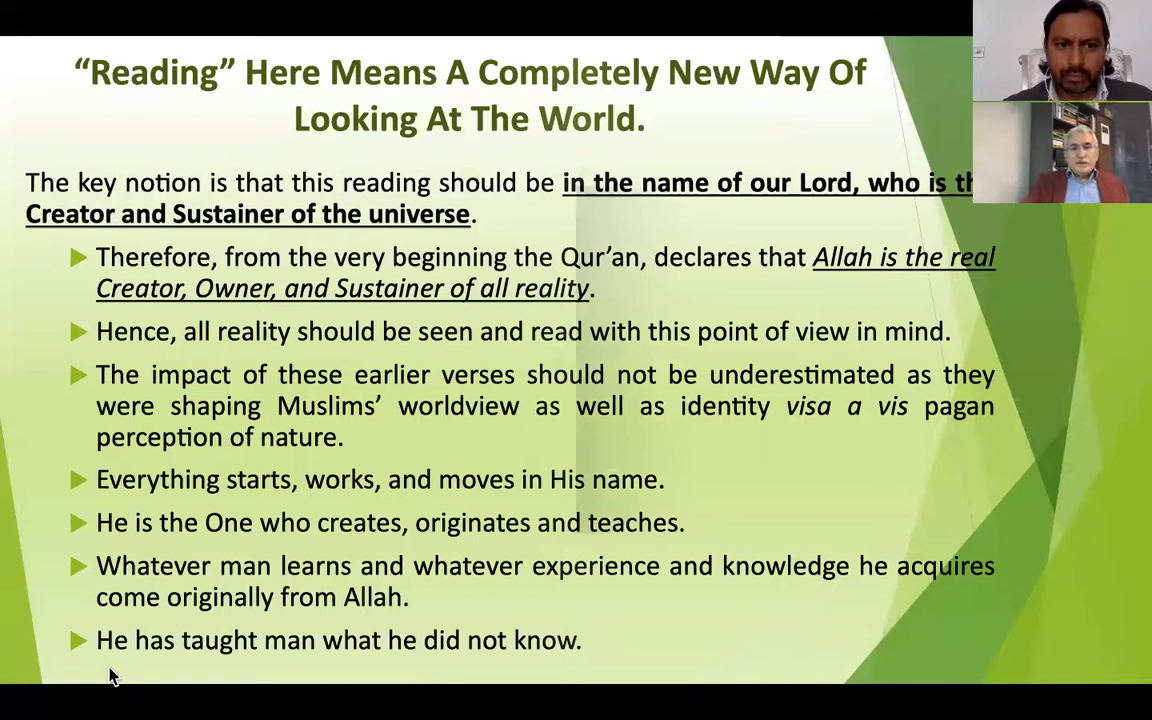 “Reading” Here Means A Completely New Way Of
Looking At The World.
The key notion is that this reading should be in the name of our Lord, who is
Creator and Sustainer of the universe.
Therefore, from the very beginning the Qur’an, declares that Allah is the real
Creator, Owner, and Sustainer of all reality.
Hence, all reality should be seen and read with this point of view in mind.
The impact of these earlier verses should not be underestimated as they
were shaping Muslims’ worldview as well as identity visa a vis pagan
perception of nature.
Everything starts, works, and moves in His name.
He is the One who creates, originates and teaches.
Whatever man learns and whatever experience and knowledge he acquires
come originally from Allah.
He has taught man what he did not know.